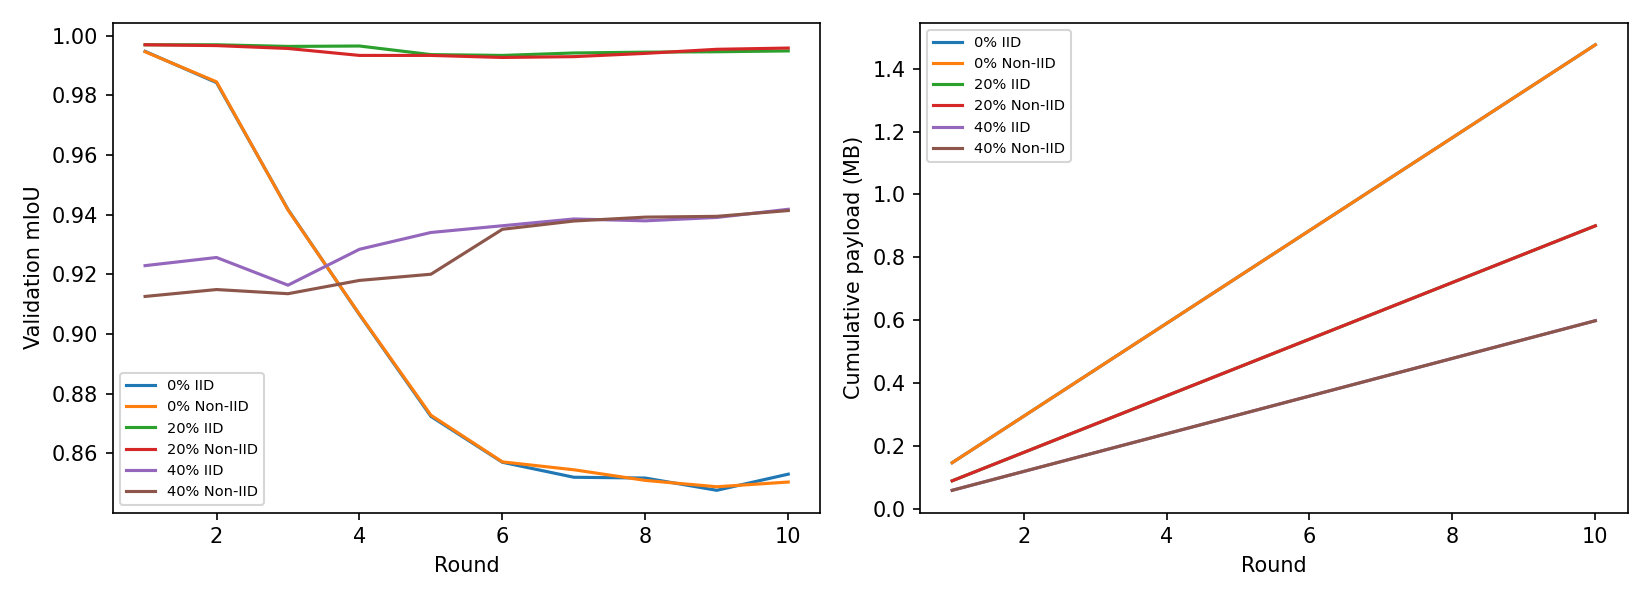 Validation mIoU
1.00
0.98
0.96
0.94
0.92
0.90
0.88
0.86
0% IID
0% Non-IID
20% IID
20% Non-IID
40% IID
40% Non-IID
2 4 6 8 10
Round
Cumulative payload (MB)
1.4
1.2
1.0
0.8
0.6
0.4
0.2
0.0
0% IID
0% Non-IID
20% IID
20% Non-IID
40% IID
40% Non-IID
2 4 6 8 10
Round